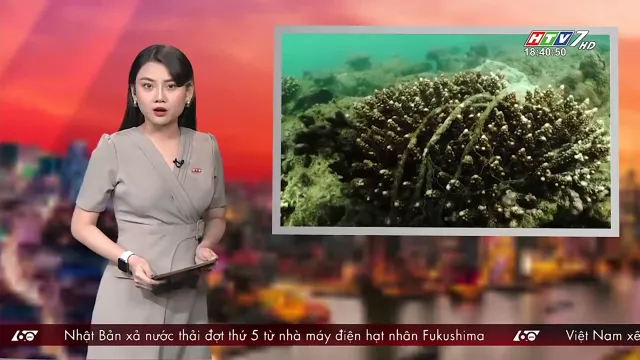 HTV7 HD
18:40:50
Nhật Bản xả nước thải đợt thứ 5 từ nhà máy điện hạt nhân Fukushima
60
Việt Nam